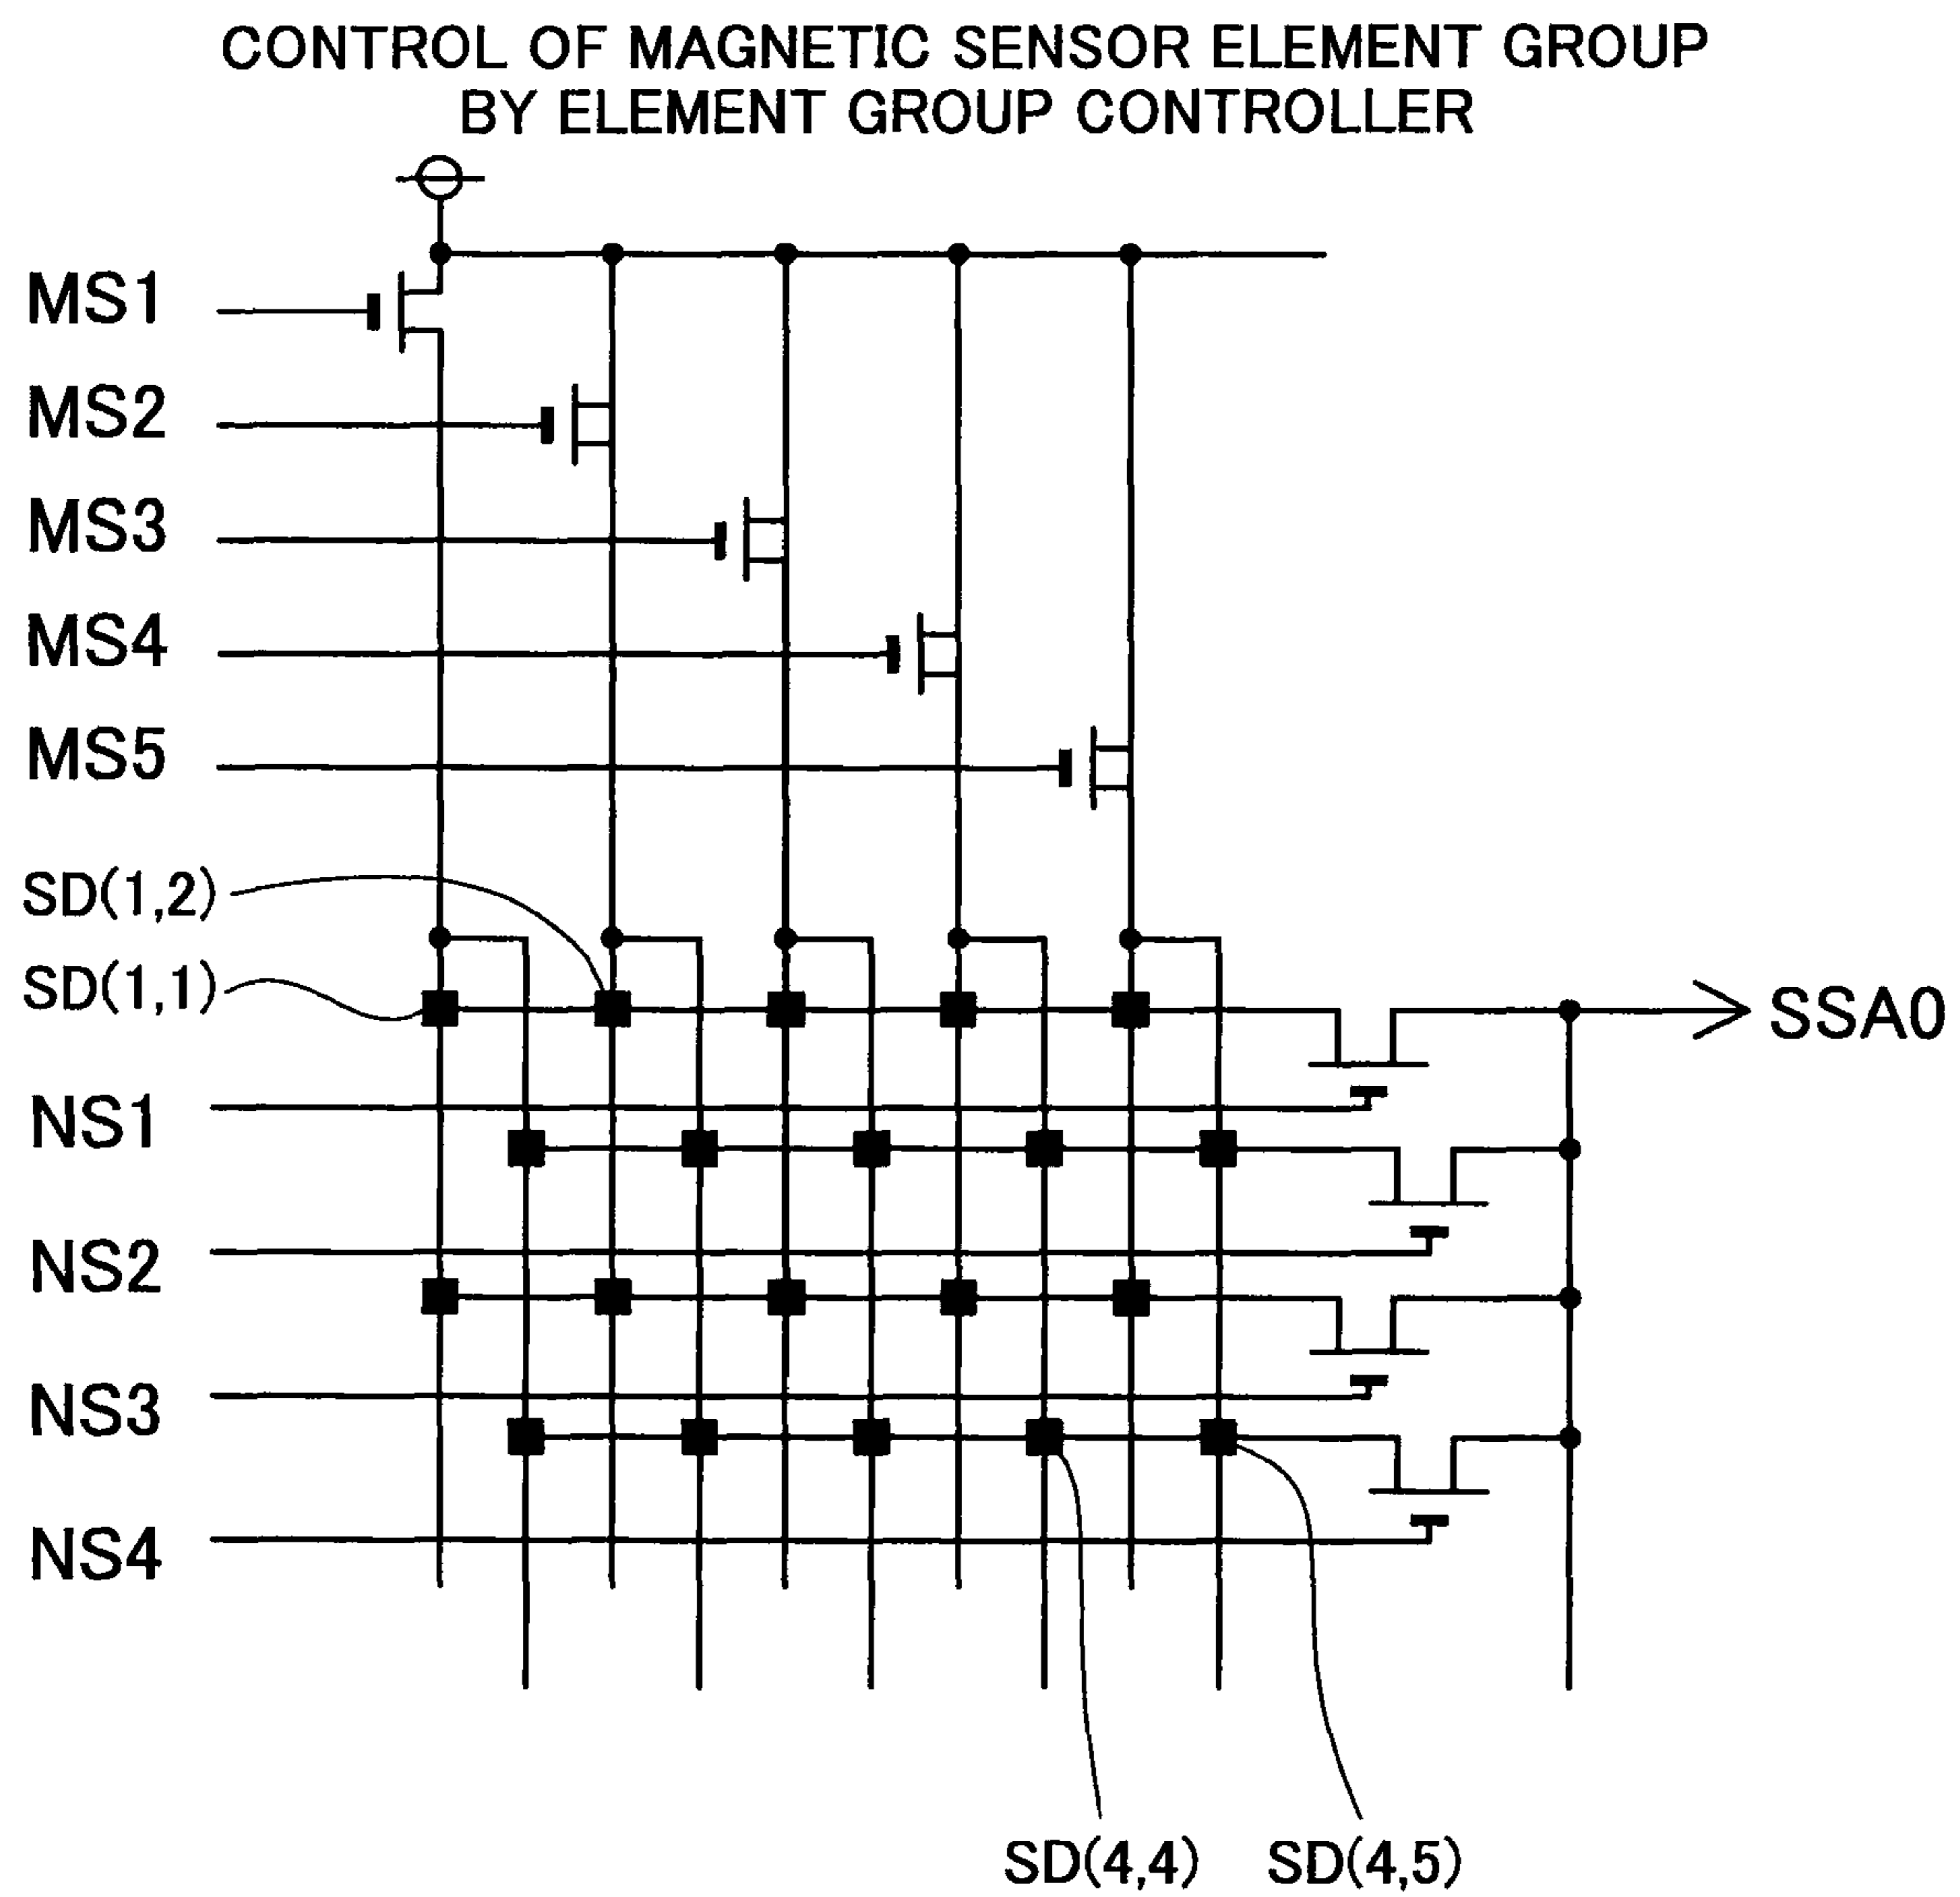 CONTROL OF MAGNETIC SENSOR ELEMENT GROUP
BY ELEMENT GROUP CONTROLLER
MS1
MS2
MS3
MS4
MS5
SD(1,2)
SD(1,1)
SSA0
NS1
NS2
NS3
NS4
SD(4,4)
SD(4,5)